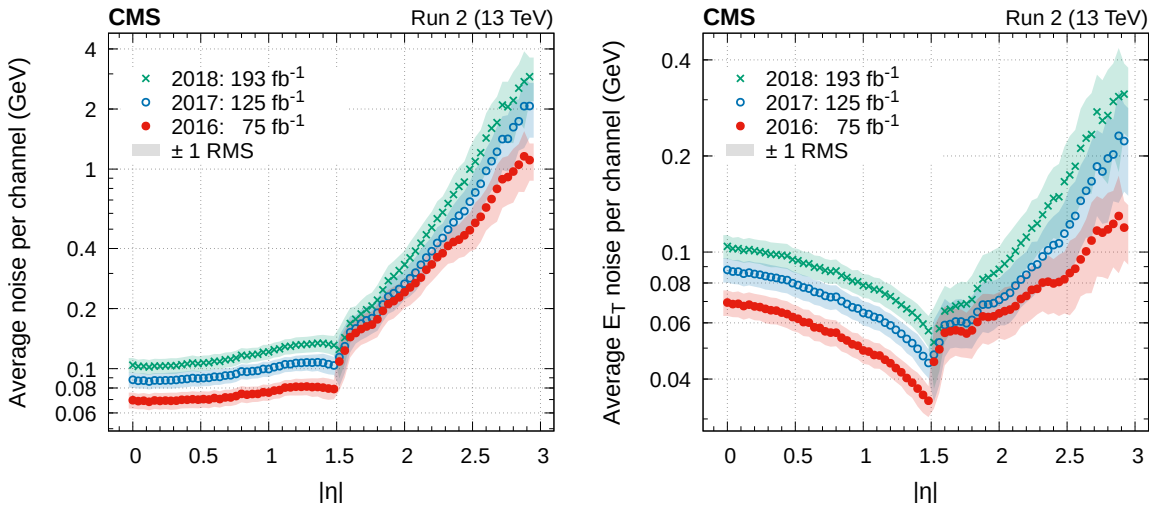 CMS
Run 2 (13 TeV)
Average noise per channel (GeV)
4
2
1
0.4
0.2
0.1
0.08
0.06
2018: 193 fb⁻¹
2017: 125 fb⁻¹
2016: 75 fb⁻¹
± 1 RMS
0 0.5 1 1.5 2 2.5 3
|η|
CMS
Run 2 (13 TeV)
Average E_T noise per channel (GeV)
0.4
0.2
0.1
0.08
0.06
0.04
2018: 193 fb⁻¹
2017: 125 fb⁻¹
2016: 75 fb⁻¹
± 1 RMS
0 0.5 1 1.5 2 2.5 3
|η|